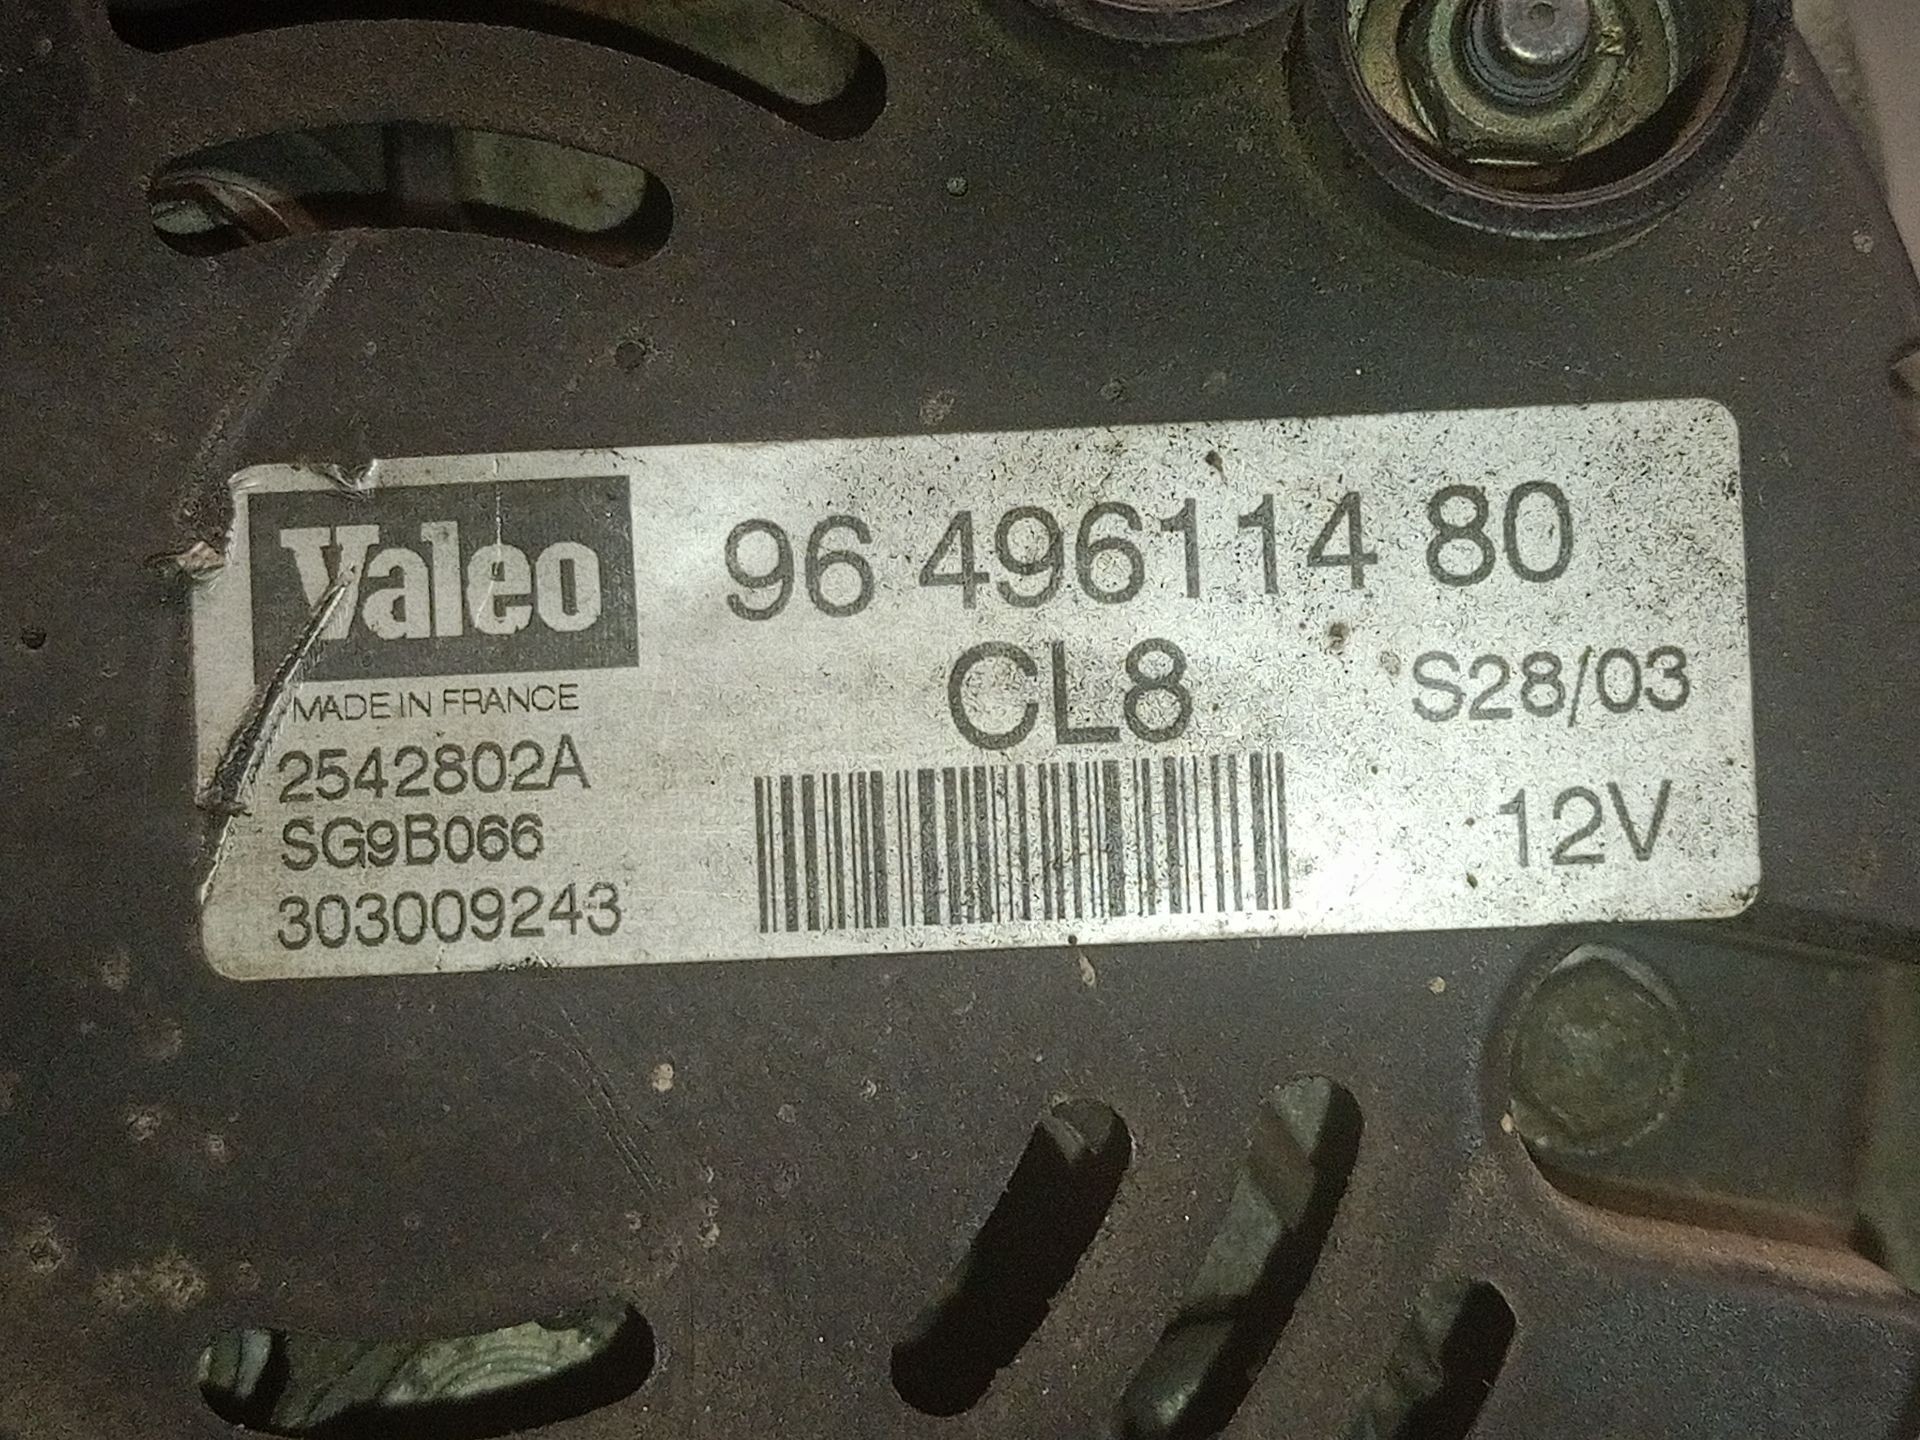 Valeo
MADE IN FRANCE
2542802A
SG9B066
303009243
96 496114 80
CL8
S28/03
12V